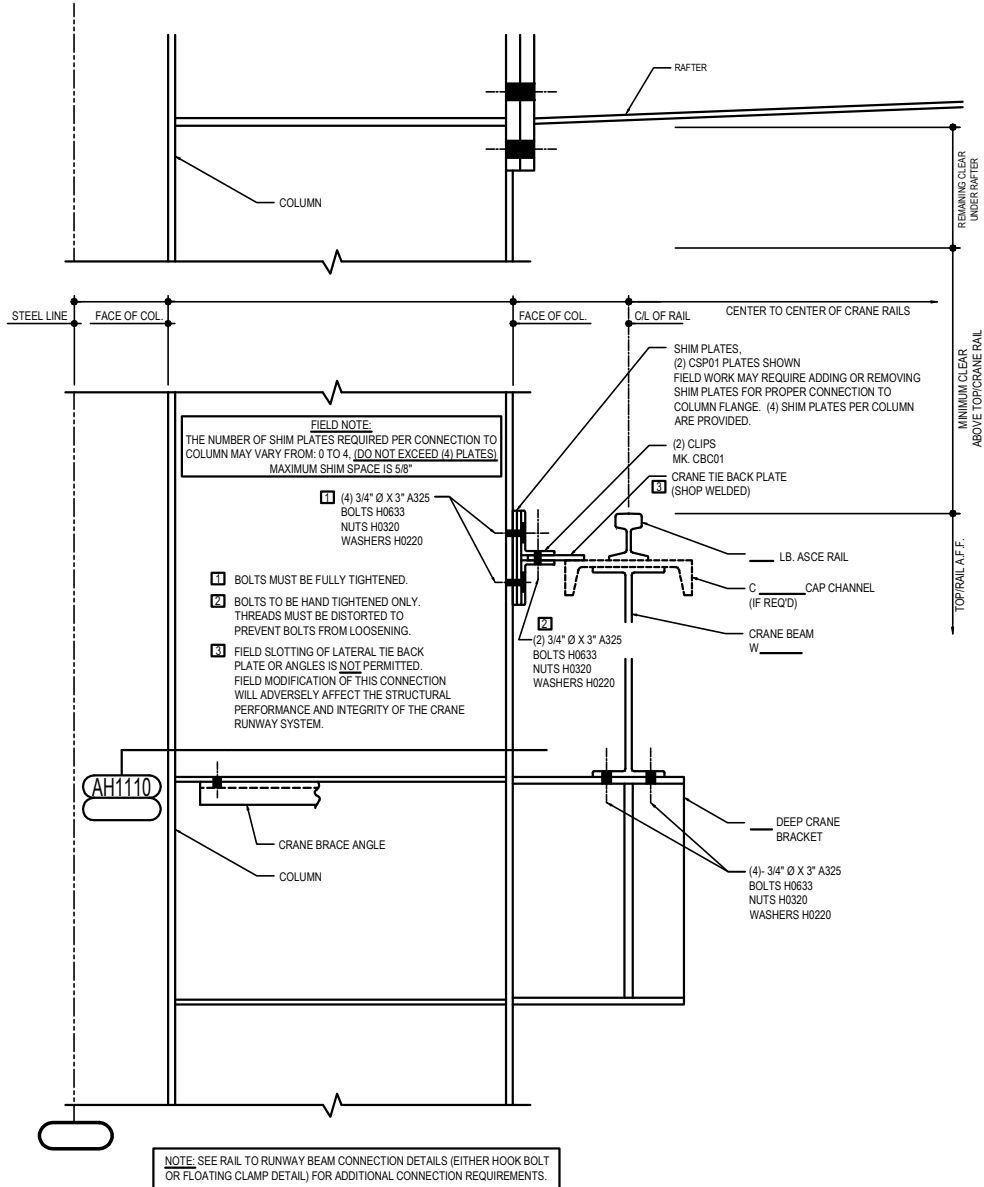 RAFTER
COLUMN
REMAINING CLEAR
UNDER RAFTER
STEEL LINE
FACE OF COL.
FACE OF COL.
C/L OF RAIL
CENTER TO CENTER OF CRANE RAILS
MINIMUM CLEAR
ABOVE TOP/CRANE RAIL
SHIM PLATES,
(2) CSP01 PLATES SHOWN
FIELD WORK MAY REQUIRE ADDING OR REMOVING
SHIM PLATES FOR PROPER CONNECTION TO
COLUMN FLANGE. (4) SHIM PLATES PER COLUMN
ARE PROVIDED.
FIELD NOTE:
THE NUMBER OF SHIM PLATES REQUIRED PER CONNECTION TO
COLUMN MAY VARY FROM: 0 TO 4, (DO NOT EXCEED (4) PLATES)
MAXIMUM SHIM SPACE IS 5/8"
(2) CLIPS
MK. CBC01
3 CRANE TIE BACK PLATE
(SHOP WELDED)
1 (4) 3/4" Ø X 3" A325
BOLTS H0633
NUTS H0320
WASHERS H0220
TOP/RAIL A.F.F.
___ LB. ASCE RAIL
C ______ CAP CHANNEL
(IF REQ'D)
CRANE BEAM
W_____
1 BOLTS MUST BE FULLY TIGHTENED.
2 BOLTS TO BE HAND TIGHTENED ONLY.
THREADS MUST BE DISTORTED TO
PREVENT BOLTS FROM LOOSENING.
3 FIELD SLOTTING OF LATERAL TIE BACK
PLATE OR ANGLES IS NOT PERMITTED.
FIELD MODIFICATION OF THIS CONNECTION
WILL ADVERSELY AFFECT THE STRUCTURAL
PERFORMANCE AND INTEGRITY OF THE CRANE
RUNWAY SYSTEM.
2
(2) 3/4" Ø X 3" A325
BOLTS H0633
NUTS H0320
WASHERS H0220
AH1110
CRANE BRACE ANGLE
COLUMN
___ DEEP CRANE
BRACKET
(4)- 3/4" Ø X 3" A325
BOLTS H0633
NUTS H0320
WASHERS H0220
NOTE: SEE RAIL TO RUNWAY BEAM CONNECTION DETAILS (EITHER HOOK BOLT
OR FLOATING CLAMP DETAIL) FOR ADDITIONAL CONNECTION REQUIREMENTS.